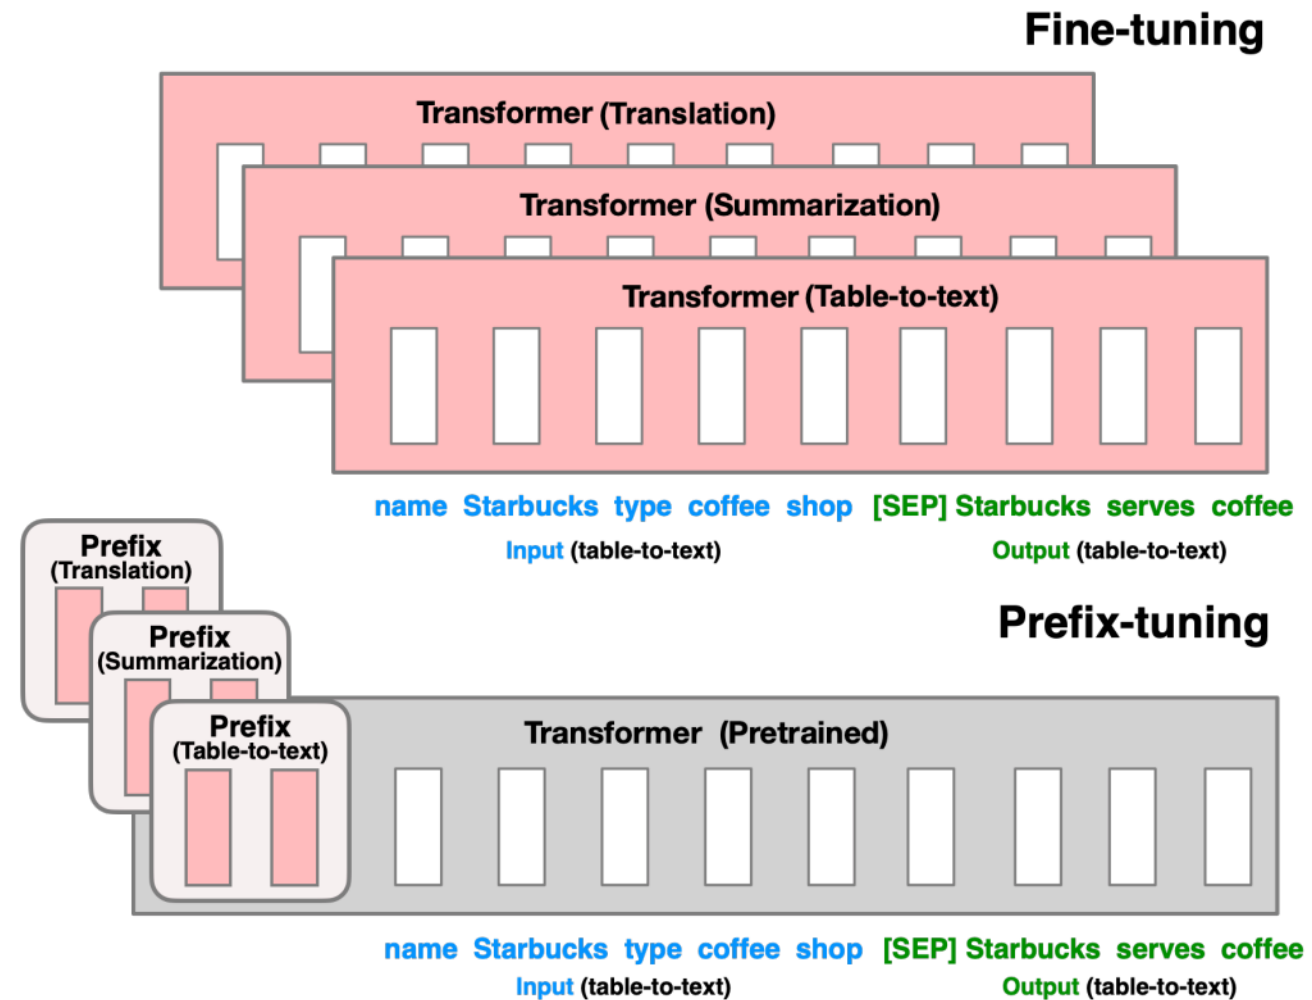 Fine-tuning
Transformer (Translation)
Transformer (Summarization)
Transformer (Table-to-text)
name Starbucks type coffee shop [SEP] Starbucks serves coffee
Input (table-to-text) Output (table-to-text)
Prefix
(Translation)
Prefix-tuning
Prefix
(Summarization)
Prefix
(Table-to-text)
Transformer (Pretrained)
name Starbucks type coffee shop [SEP] Starbucks serves coffee
Input (table-to-text) Output (table-to-text)